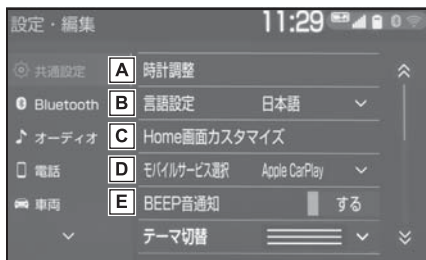 設定・編集 11:29
共通設定 A 時計調整
Bluetooth B 言語設定 日本語
オーディオ C Home画面カスタマイズ
電話 D モバイルサービス選択 Apple CarPlay
車両 E BEEP音通知 する
テーマ切替